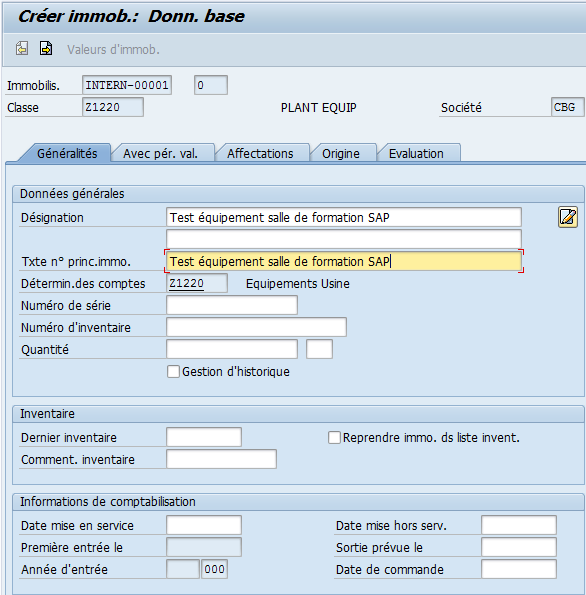 Créer immob.: Donn. base
Valeurs d'immob.
Immobilis. INTERN-00001 0
Classe Z1220 PLANT EQUIP Société CBG
Généralités Avec pér. val. Affectations Origine Evaluation
Données générales
Désignation Test équipement salle de formation SAP
Txte n° princ.immo. Test équipement salle de formation SAP
Détermin.des comptes Z1220 Equipements Usine
Numéro de série
Numéro d'inventaire
Quantité
Gestion d'historique
Inventaire
Dernier inventaire Reprendre immo. ds liste invent.
Comment. inventaire
Informations de comptabilisation
Date mise en service Date mise hors serv.
Première entrée le Sortie prévue le
Année d'entrée 000 Date de commande